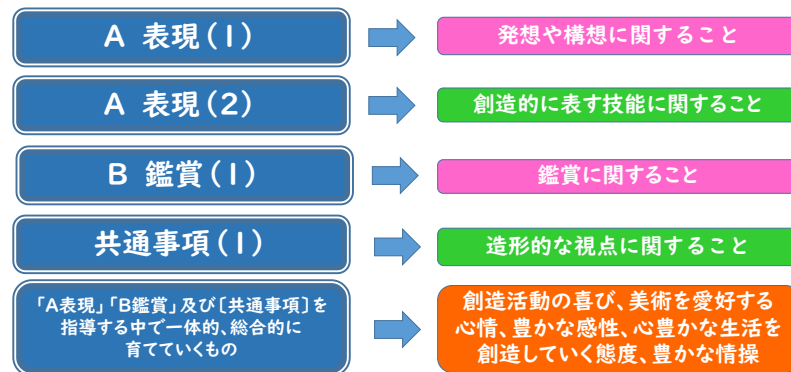 A 表現(1)
発想や構想に関すること
A 表現(2)
創造的に表す技能に関すること
B 鑑賞(1)
鑑賞に関すること
共通事項(1)
造形的な視点に関すること
「A表現」「B鑑賞」及び〔共通事項〕を
指導する中で一体的、総合的に
育てていくもの
創造活動の喜び、美術を愛好する
心情、豊かな感性、心豊かな生活を
創造していく態度、豊かな情操